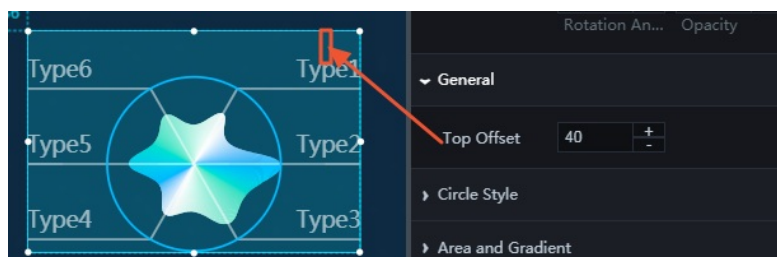 Type6
Type1
Type5
Type2
Type4
Type3
Rotation An... Opacity
General
Top Offset 40 + -
Circle Style
Area and Gradient